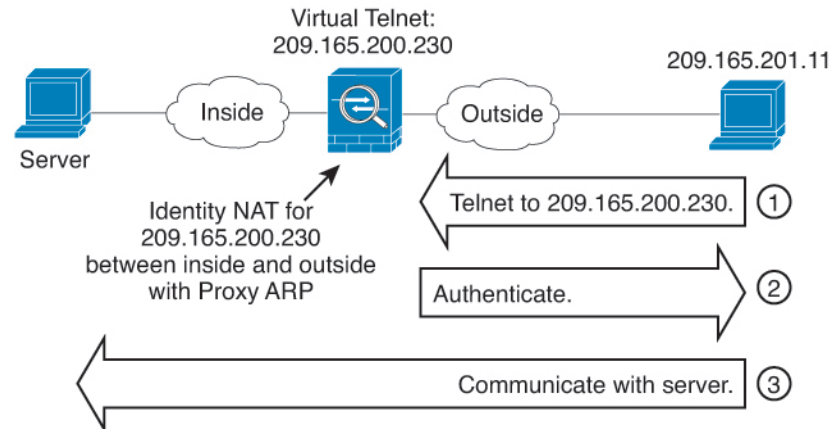 Virtual Telnet:
209.165.200.230
209.165.201.11
Inside
Outside
Server
Identity NAT for
209.165.200.230
between inside and outside
with Proxy ARP
Telnet to 209.165.200.230.
1
Authenticate.
2
Communicate with server.
3